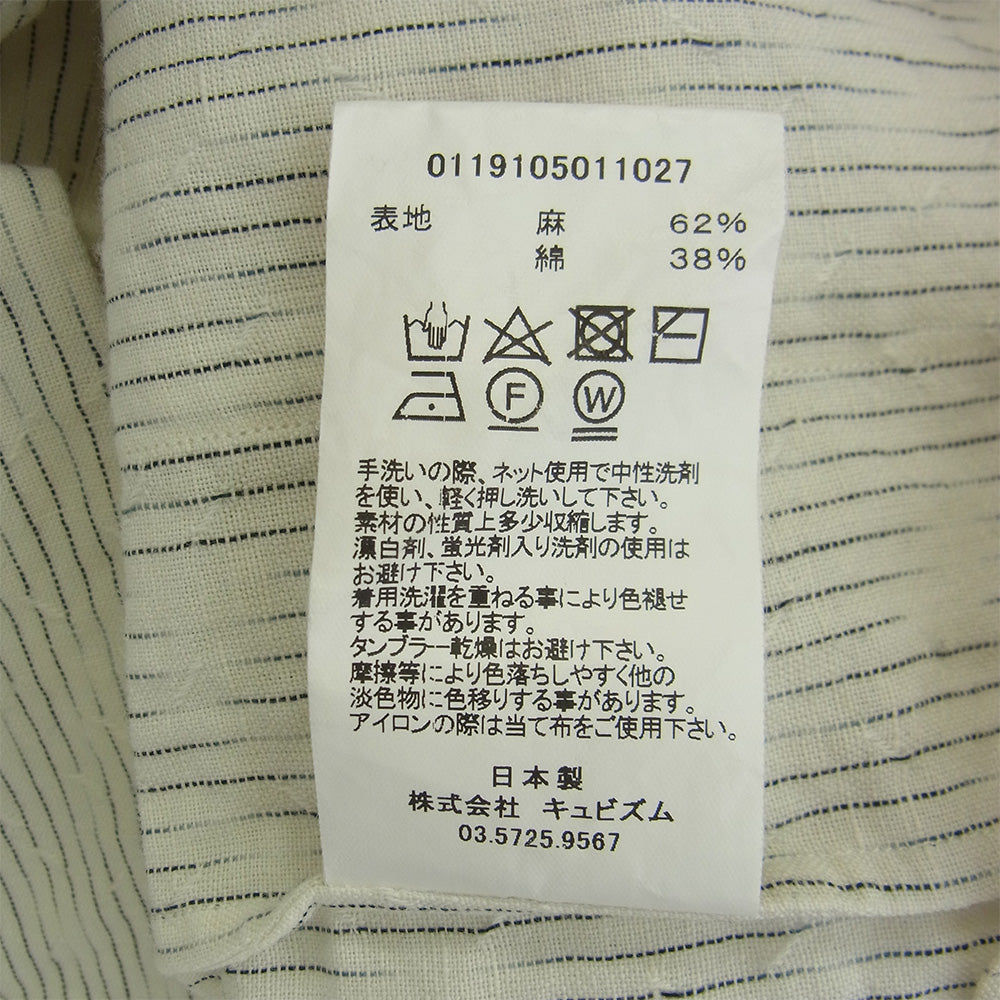 0119105011027
表地 麻 62%
綿 38%
F W
手洗いの際、ネット使用で中性洗剤
を使い、軽く押し洗いして下さい。
素材の性質上多少収縮します。
漂白剤、蛍光剤入り洗剤の使用は
お避け下さい。
着用洗濯を重ねる事により色褪せ
する事があります。
タンブラー乾燥はお避け下さい。
摩擦等により色落ちしやすく他の
淡色物に色移りする事があります。
アイロンの際は当て布をご使用下さい。
日本製
株式会社 キュビズム
03.5725.9567